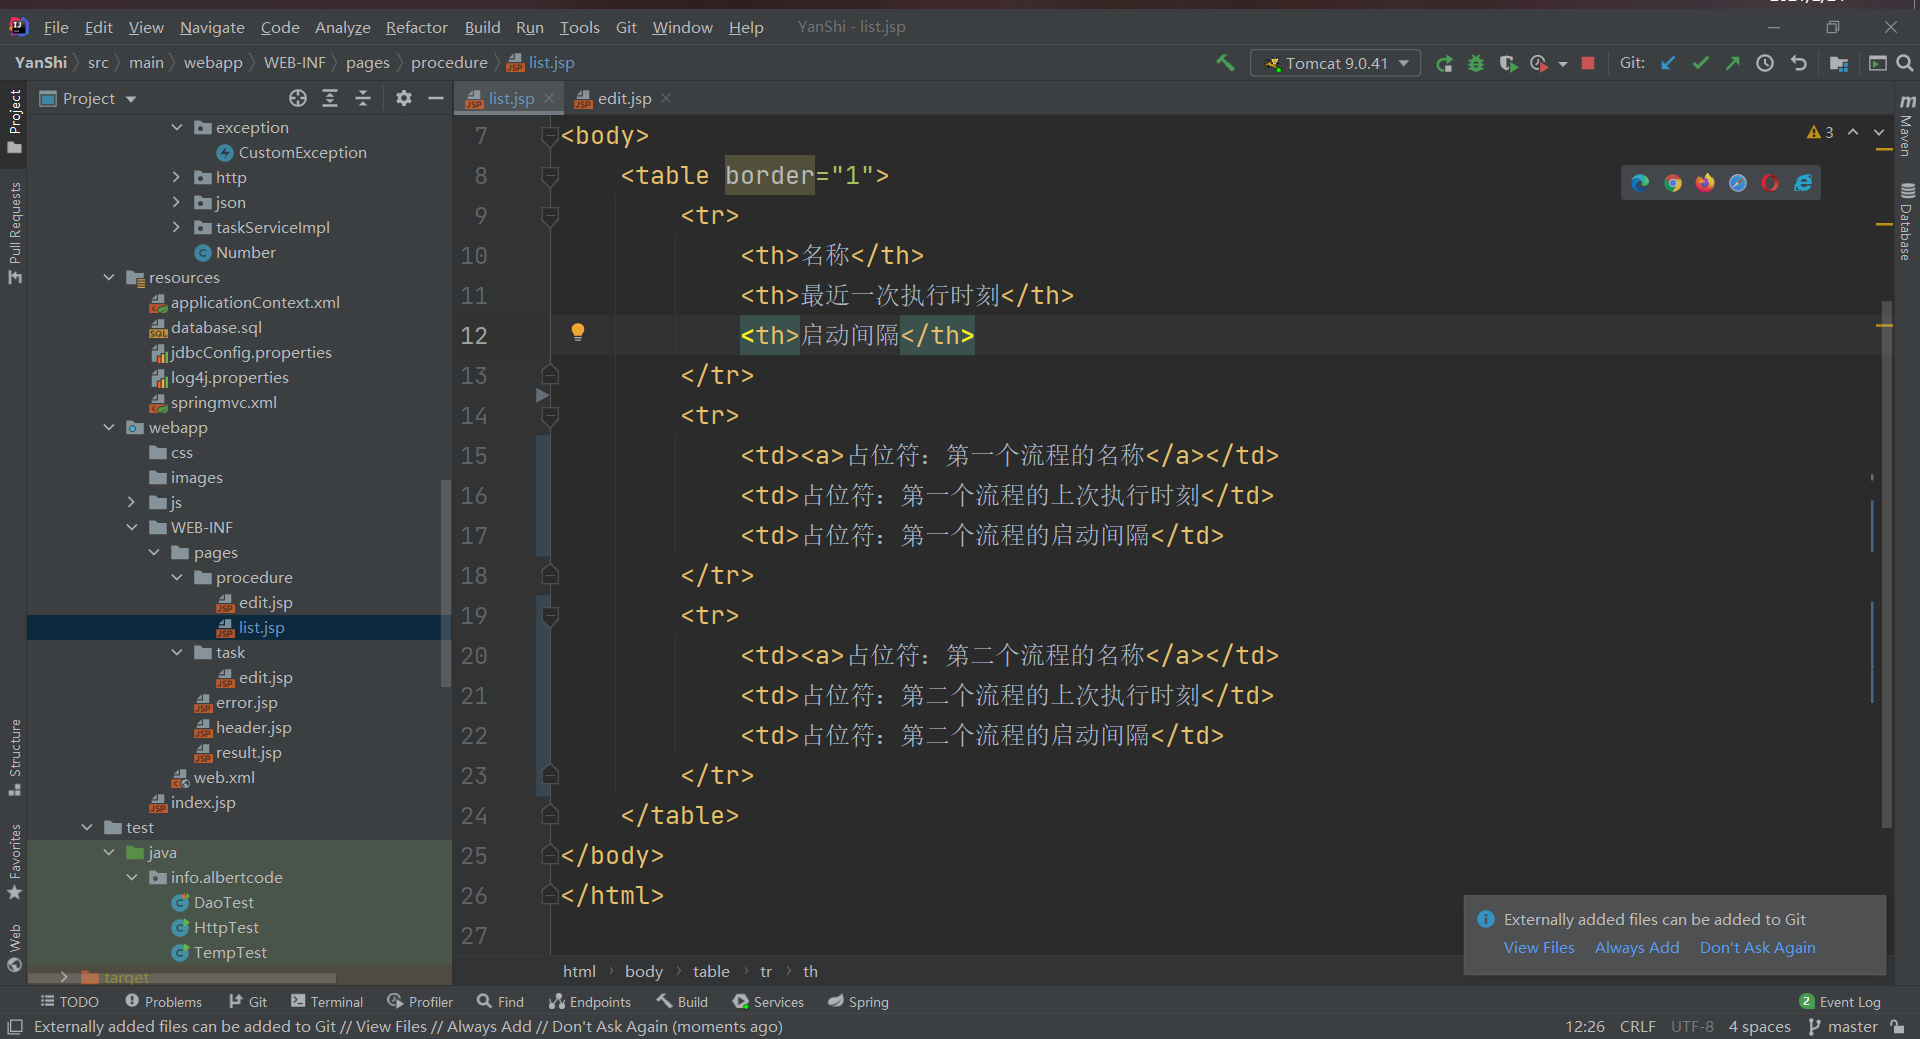 File Edit View Navigate Code Analyze Refactor Build Run Tools Git Window Help YanShi - list.jsp
YanShi src main webapp WEB-INF pages procedure list.jsp Tomcat 9.0.41 Git:
Project
list.jsp edit.jsp
exception
CustomException
http
json
taskServiceImpl
Number
resources
applicationContext.xml
database.sql
jdbcConfig.properties
log4j.properties
springmvc.xml
webapp
css
images
js
WEB-INF
pages
procedure
edit.jsp
list.jsp
task
edit.jsp
error.jsp
header.jsp
result.jsp
web.xml
index.jsp
test
java
info.albertcode
DaoTest
HttpTest
TempTest
target
Project
Pull Requests
Structure
Favorites
Web
7 <body>
8 <table border="1">
9 <tr>
10 <th>名称</th>
11 <th>最近一次执行时刻</th>
12 <th>启动间隔</th>
13 </tr>
14 <tr>
15 <td><a>占位符：第一个流程的名称</a></td>
16 <td>占位符：第一个流程的上次执行时刻</td>
17 <td>占位符：第一个流程的启动间隔</td>
18 </tr>
19 <tr>
20 <td><a>占位符：第二个流程的名称</a></td>
21 <td>占位符：第二个流程的上次执行时刻</td>
22 <td>占位符：第二个流程的启动间隔</td>
23 </tr>
24 </table>
25 </body>
26 </html>
27
3
Maven
Database
Externally added files can be added to Git
View Files Always Add Don't Ask Again
html body table tr th
TODO Problems Git Terminal Profiler Find Endpoints Build Services Spring 2 Event Log
Externally added files can be added to Git // View Files // Always Add // Don't Ask Again (moments ago) 12:26 CRLF UTF-8 4 spaces master